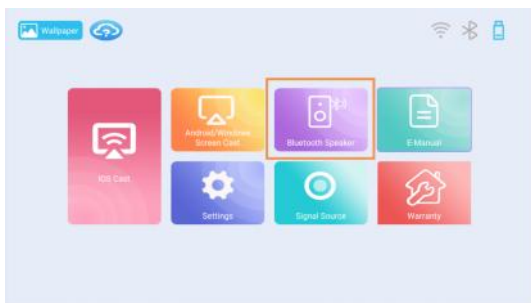 Wallpaper
Android/Windows
Screen Cast
Bluetooth Speaker
E-Manual
IOS Cast
Settings
Signal Source
Warranty